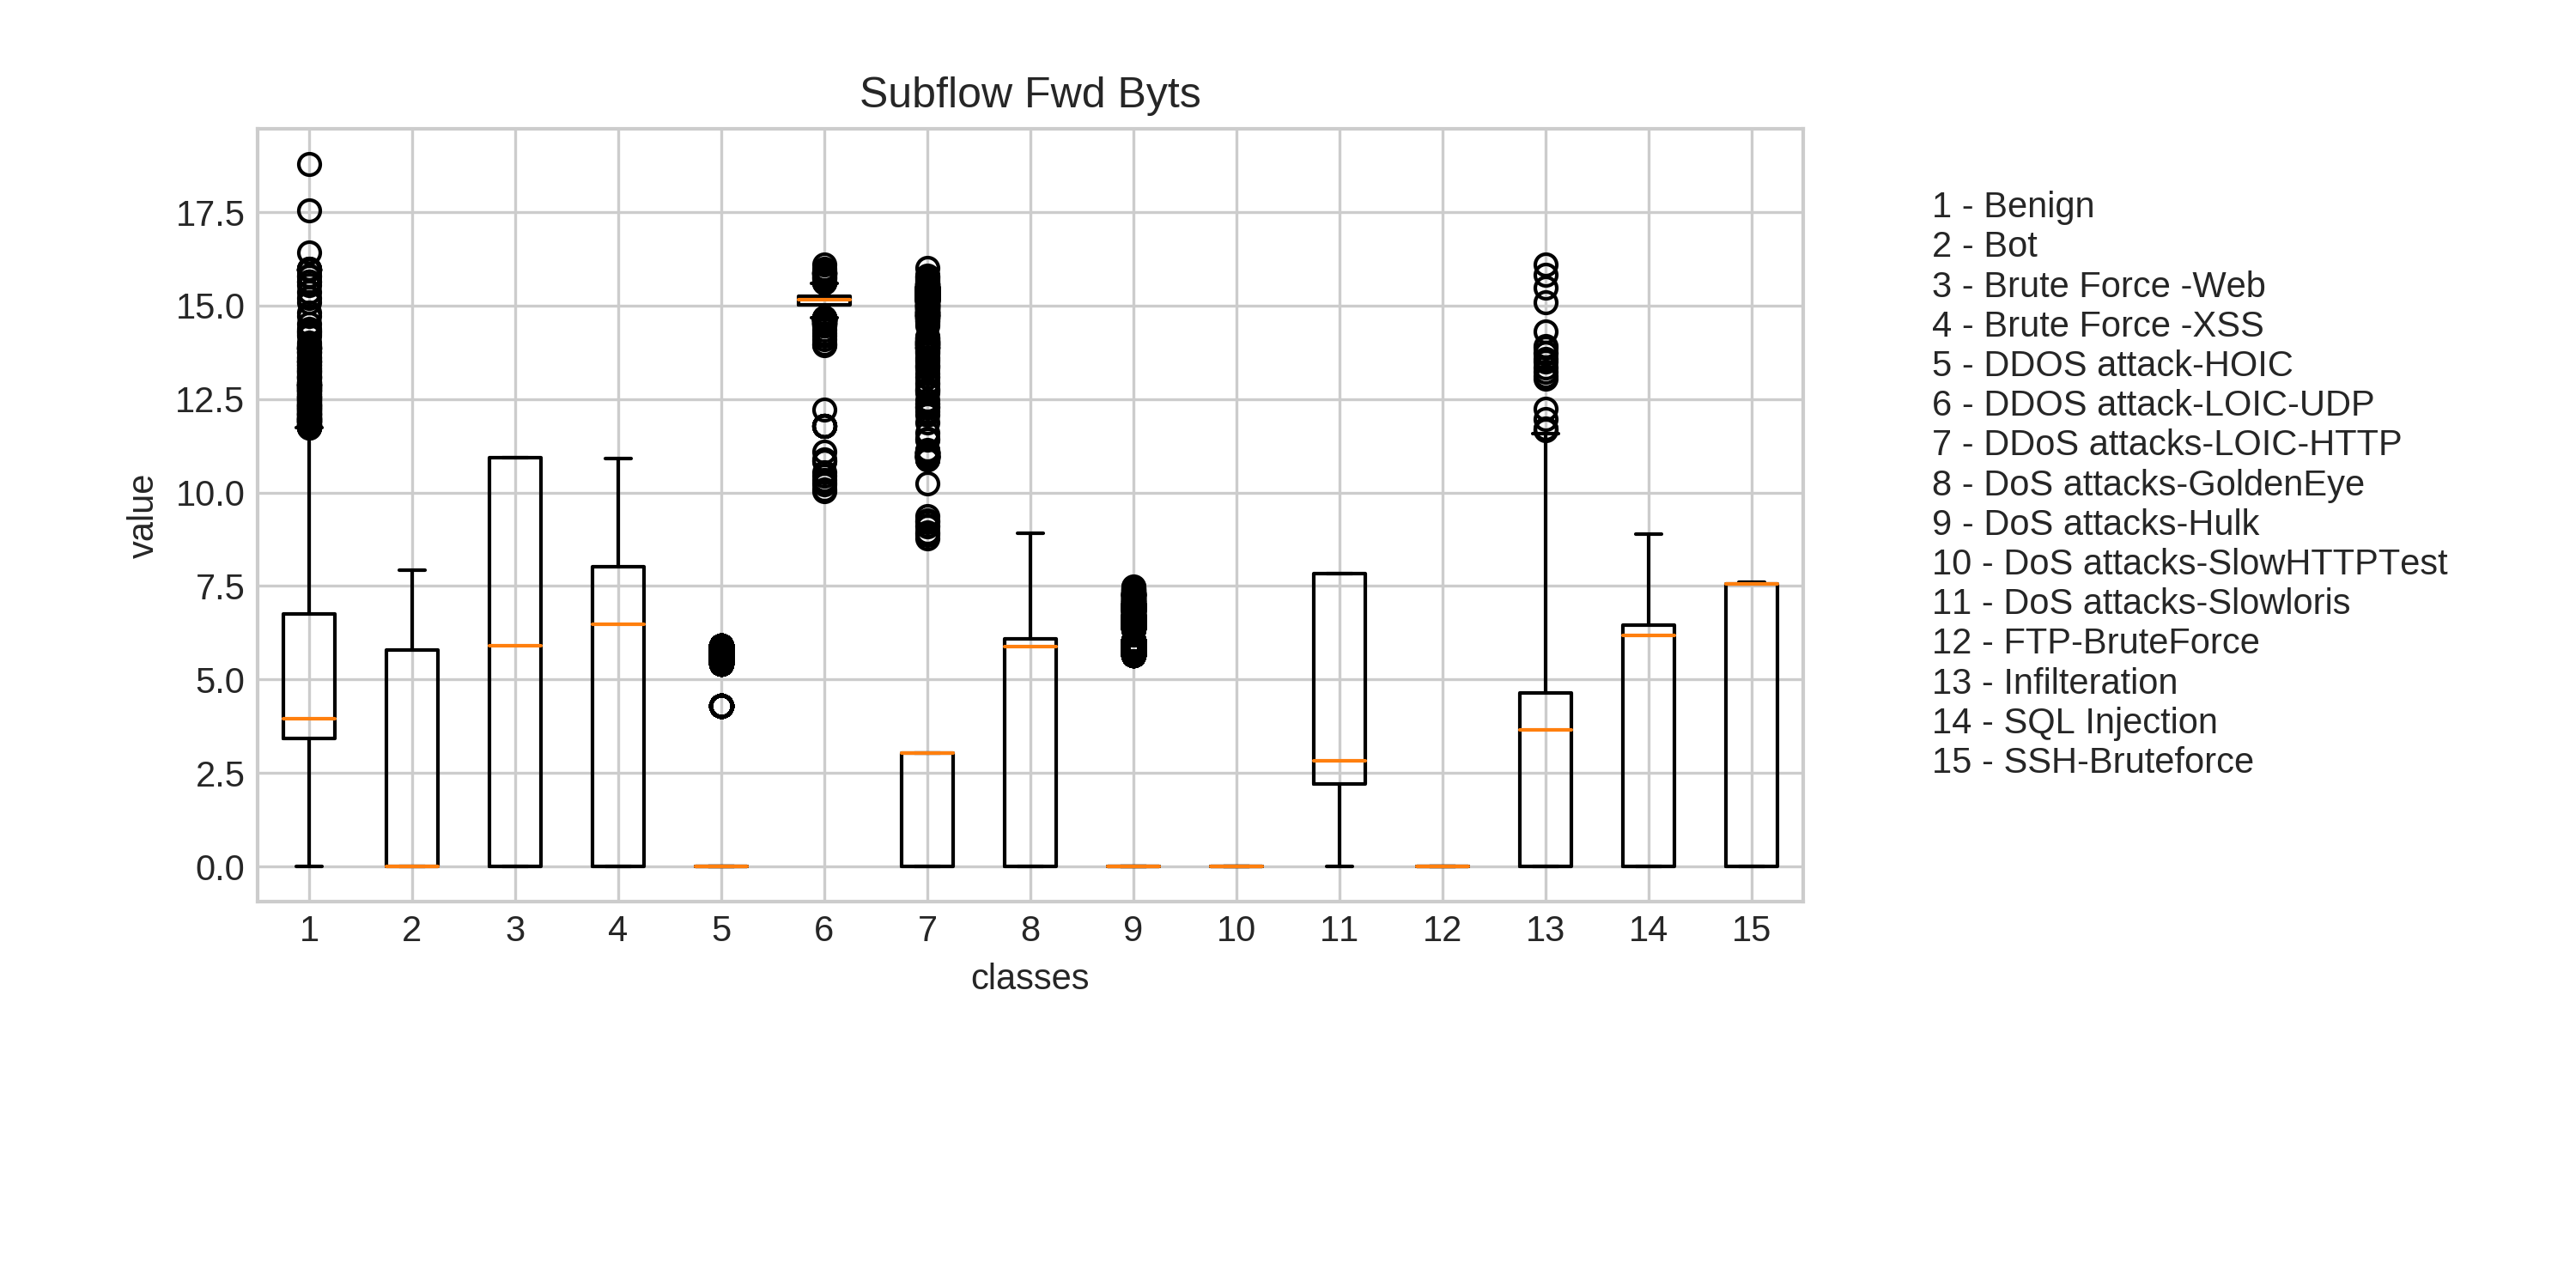 Subflow Fwd Byts
value
17.5
15.0
12.5
10.0
7.5
5.0
2.5
0.0
1 2 3 4 5 6 7 8 9 10 11 12 13 14 15
classes
1 - Benign
2 - Bot
3 - Brute Force -Web
4 - Brute Force -XSS
5 - DDOS attack-HOIC
6 - DDOS attack-LOIC-UDP
7 - DDoS attacks-LOIC-HTTP
8 - DoS attacks-GoldenEye
9 - DoS attacks-Hulk
10 - DoS attacks-SlowHTTPTest
11 - DoS attacks-Slowloris
12 - FTP-BruteForce
13 - Infilteration
14 - SQL Injection
15 - SSH-Bruteforce